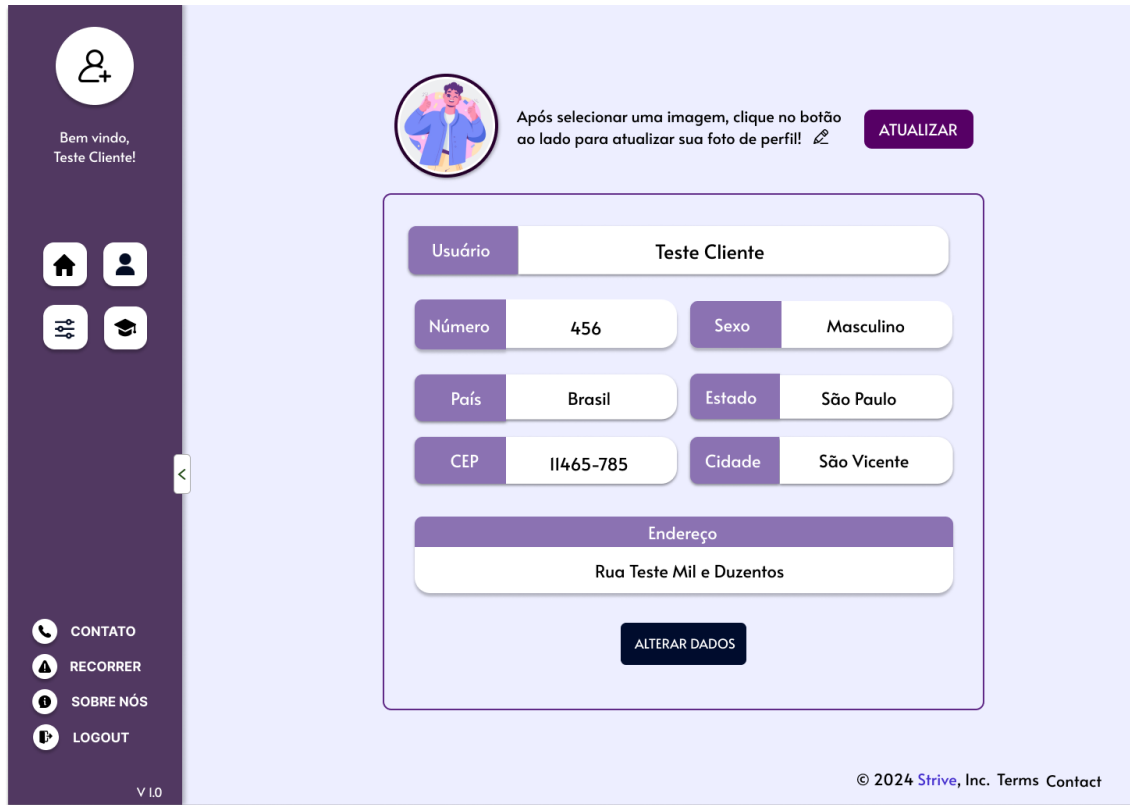 Bem vindo,
Teste Cliente!
CONTATO
RECORRER
SOBRE NÓS
LOGOUT
V 1.0
Após selecionar uma imagem, clique no botão
ao lado para atualizar sua foto de perfil!
ATUALIZAR
Usuário Teste Cliente
Número 456 Sexo Masculino
País Brasil Estado São Paulo
CEP 11465-785 Cidade São Vicente
Endereço
Rua Teste Mil e Duzentos
ALTERAR DADOS
© 2024 Strive, Inc. Terms Contact